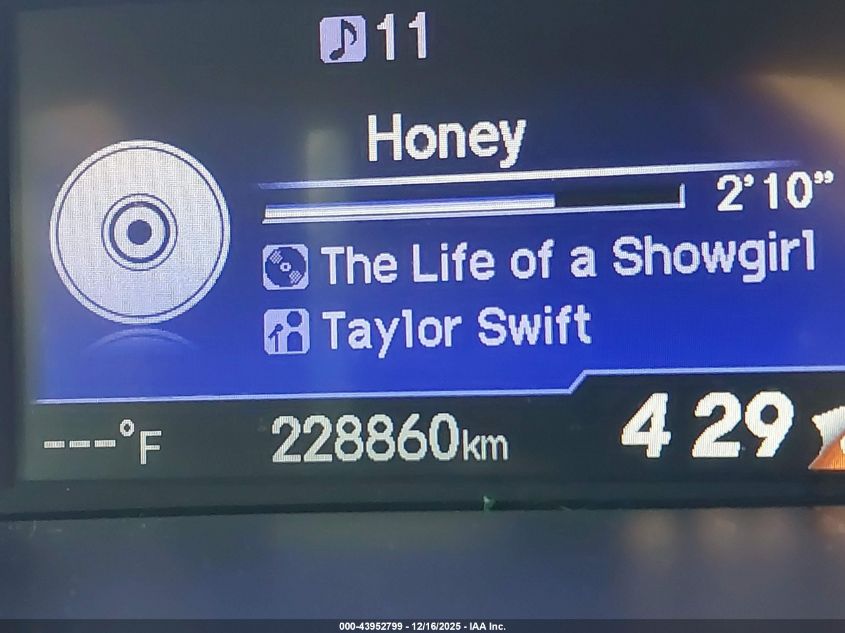 11
Honey
2'10"
The Life of a Showgirl
Taylor Swift
---°F 228860km 4 29
000-43952799 - 12/16/2025 - IAA Inc.